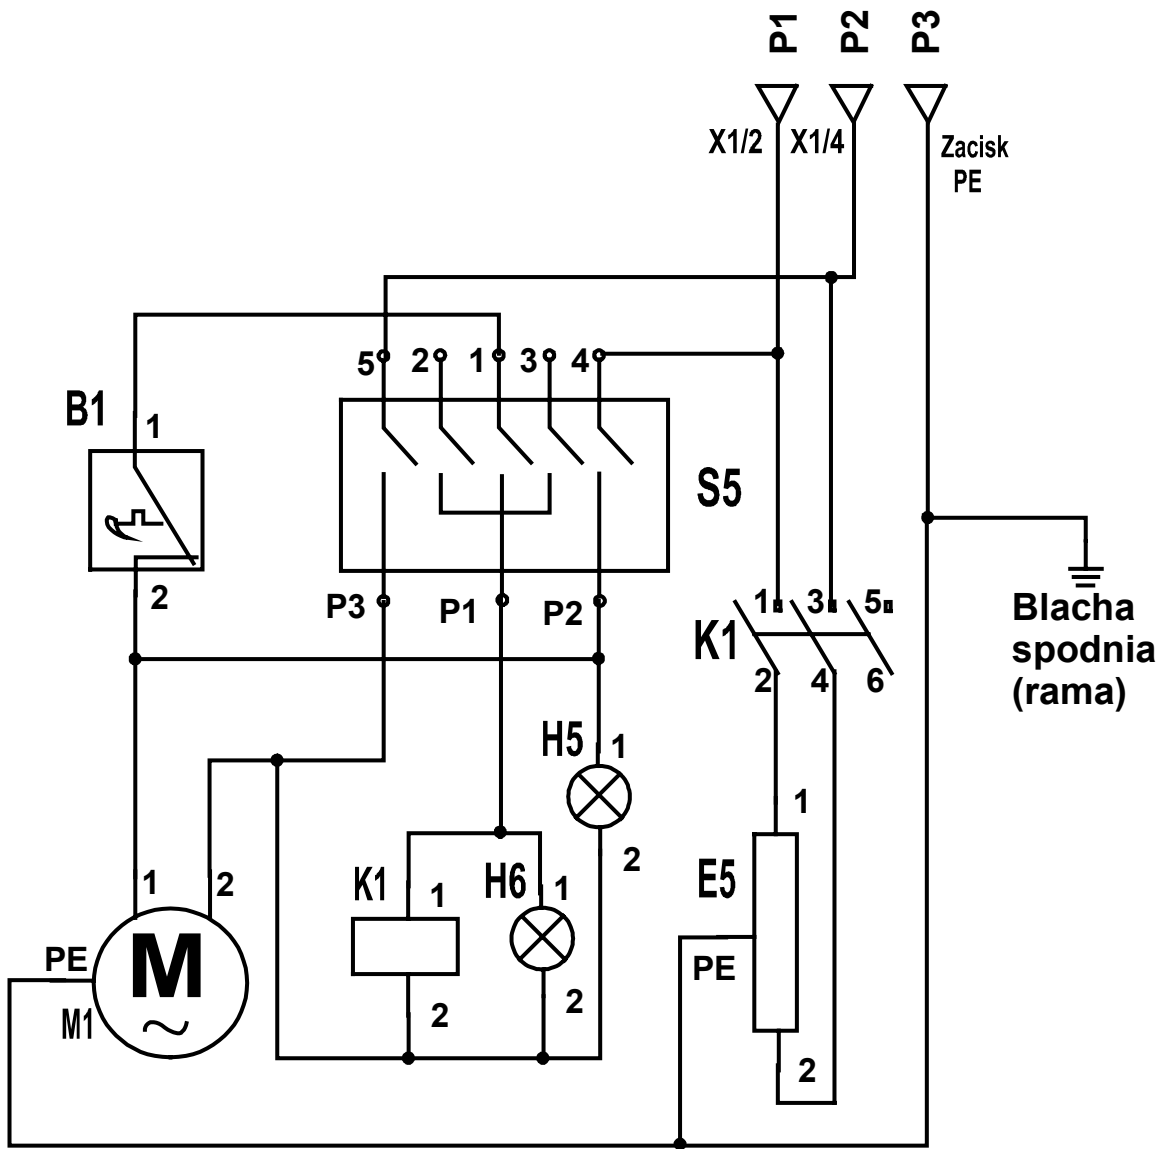 P1 P2 P3
X1/2 X1/4
Zacisk
PE
5 2 1 3 4
B1
1
S5
2
P3 P1 P2
1 3 5
K1
2 4 6
Blacha
spodnia
(rama)
H5 1
2
1
E5
1 2
K1 1
H6 1
PE
M
M1
2
2
PE
2